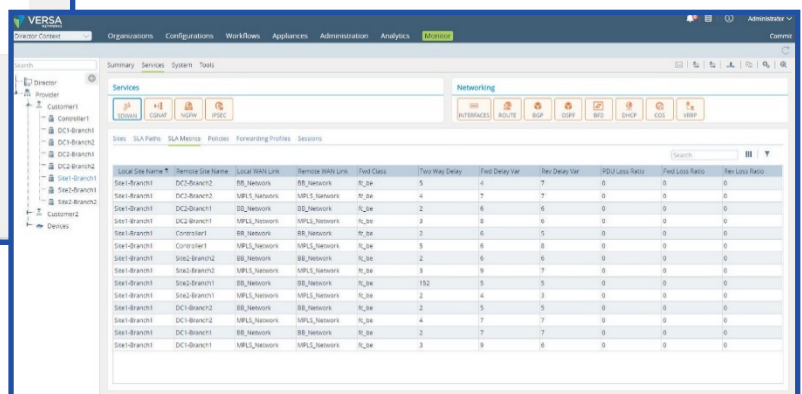 VERSA
NETWORKS
Administrator
Director Context
Organizations Configurations Workflows Appliances Administration Analytics Monitor
Commit
Search
Summary Services System Tools
Director
Provider
Customer1
Controller1
DC1-Branch1
DC1-Branch2
DC2-Branch1
DC2-Branch2
Site1-Branch1
Site2-Branch1
Site2-Branch2
Customer2
Devices
Services
SDWAN CGNAT NGFW IPSEC
Networking
INTERFACES ROUTE BGP OSPF BFD DHCP COS VRRP
Sites SLA Paths SLA Metrics Policies Forwarding Profiles Sessions
Search
Local Site Name Remote Site Name Local WAN Link Remote WAN Link Fwd Class Two Way Delay Fwd Delay Var Rev Delay Var PDU Loss Ratio Fwd Loss Ratio Rev Loss Ratio
Site1-Branch1 DC2-Branch2 BB_Network BB_Network fc_be 5 4 7 0 0 0
Site1-Branch1 DC2-Branch2 MPLS_Network MPLS_Network fc_be 4 7 7 0 0 0
Site1-Branch1 DC2-Branch1 BB_Network BB_Network fc_be 2 6 6 0 0 0
Site1-Branch1 DC2-Branch1 MPLS_Network MPLS_Network fc_be 3 8 6 0 0 0
Site1-Branch1 Controller1 BB_Network BB_Network fc_be 2 6 5 0 0 0
Site1-Branch1 Controller1 MPLS_Network MPLS_Network fc_be 5 6 8 0 0 0
Site1-Branch1 Site2-Branch2 BB_Network BB_Network fc_be 2 6 6 0 0 0
Site1-Branch1 Site2-Branch2 MPLS_Network MPLS_Network fc_be 3 9 7 0 0 0
Site1-Branch1 Site2-Branch1 BB_Network BB_Network fc_be 152 5 5 0 0 0
Site1-Branch1 Site2-Branch1 MPLS_Network MPLS_Network fc_be 2 4 3 0 0 0
Site1-Branch1 DC1-Branch2 BB_Network BB_Network fc_be 2 5 5 0 0 0
Site1-Branch1 DC1-Branch2 MPLS_Network MPLS_Network fc_be 4 7 7 0 0 0
Site1-Branch1 DC1-Branch1 BB_Network BB_Network fc_be 2 7 7 0 0 0
Site1-Branch1 DC1-Branch1 MPLS_Network MPLS_Network fc_be 3 9 6 0 0 0